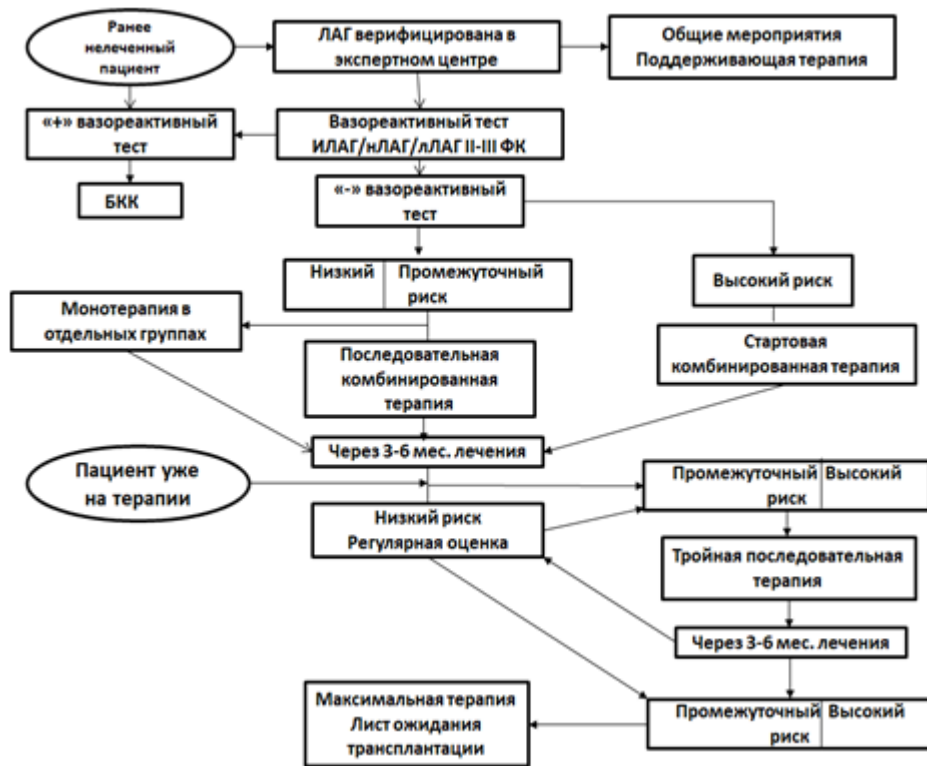 Ранее
нелеченный
пациент
ЛАГ верифицирована в
экспертном центре
Общие мероприятия
Поддерживающая терапия
«+» вазореактивный
тест
Вазореактивный тест
ИЛАГ/нЛАГ/лЛАГ II-III ФК
БКК
«-» вазореактивный
тест
Низкий Промежуточный
риск
Высокий риск
Монотерапия в
отдельных группах
Последовательная
комбинированная
терапия
Стартовая
комбинированная терапия
Через 3-6 мес. лечения
Пациент уже
на терапии
Промежуточный Высокий
риск
Низкий риск
Регулярная оценка
Тройная последовательная
терапия
Через 3-6 мес. лечения
Максимальная терапия
Лист ожидания
трансплантации
Промежуточный Высокий
риск